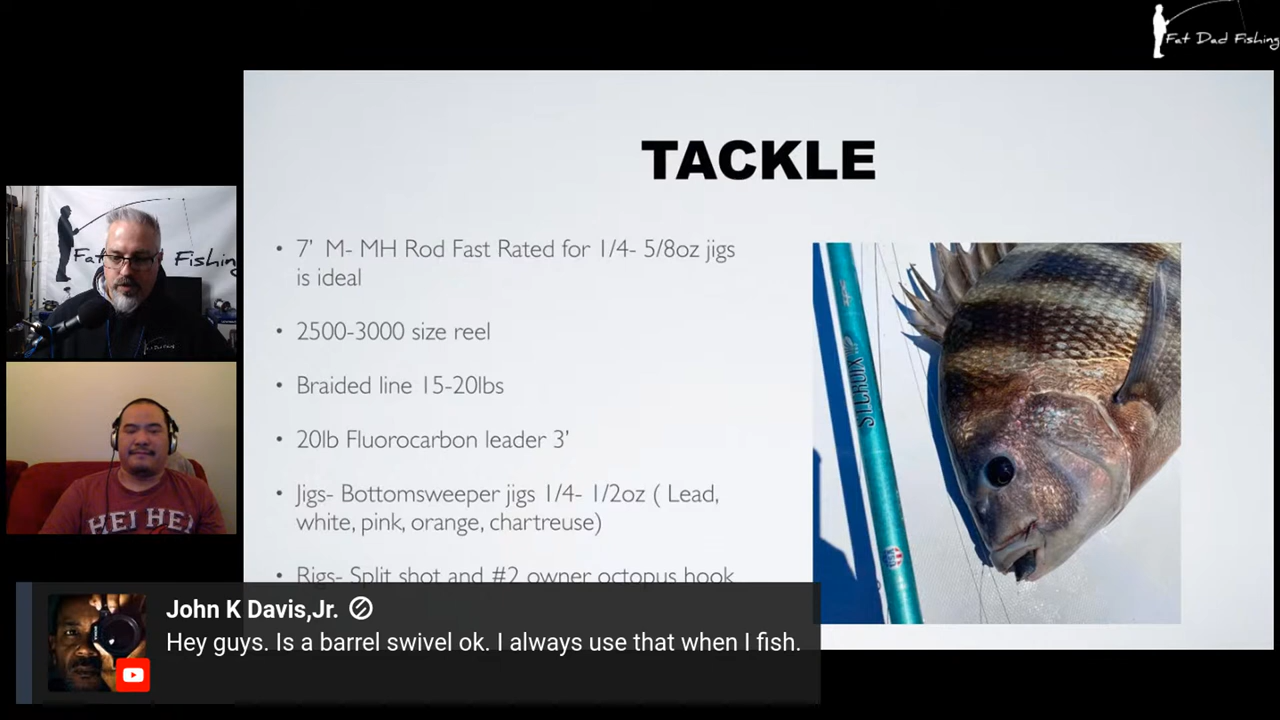 Fat Dad Fishing
TACKLE
Fat
Fishing
• 7' M- MH Rod Fast Rated for 1/4- 5/8oz jigs
is ideal
• 2500-3000 size reel
• Braided line 15-20lbs
• 20lb Fluorocarbon leader 3'
• Jigs- Bottomsweeper jigs 1/4- 1/2oz ( Lead,
white, pink, orange, chartreuse)
• Rigs- Split shot and #2 owner octopus hook
ST.CROIX
HEI HEI
John K Davis,Jr.
Hey guys. Is a barrel swivel ok. I always use that when I fish.